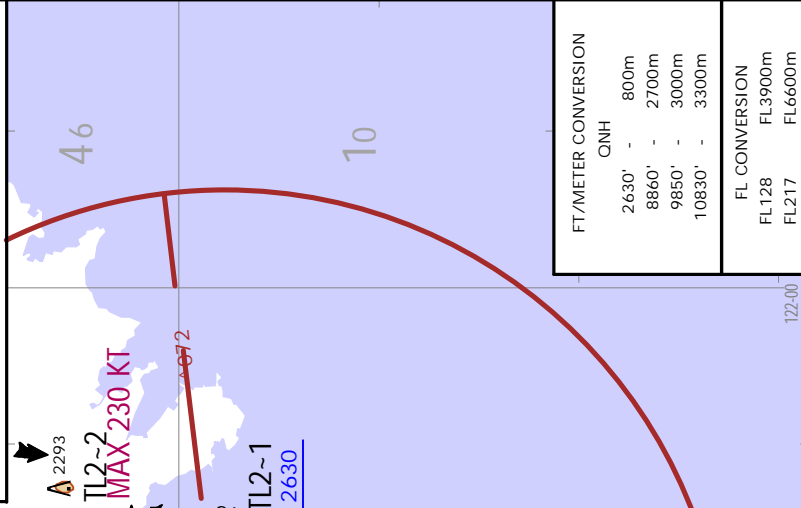 46
10
072
2293
TL2~2
MAX 230 KT
TL2~1
2630
FT/METER CONVERSION
QNH
2630' - 800m
8860' - 2700m
9850' - 3000m
10830' - 3300m
FL CONVERSION
FL128 FL3900m
FL217 FL6600m
122-00